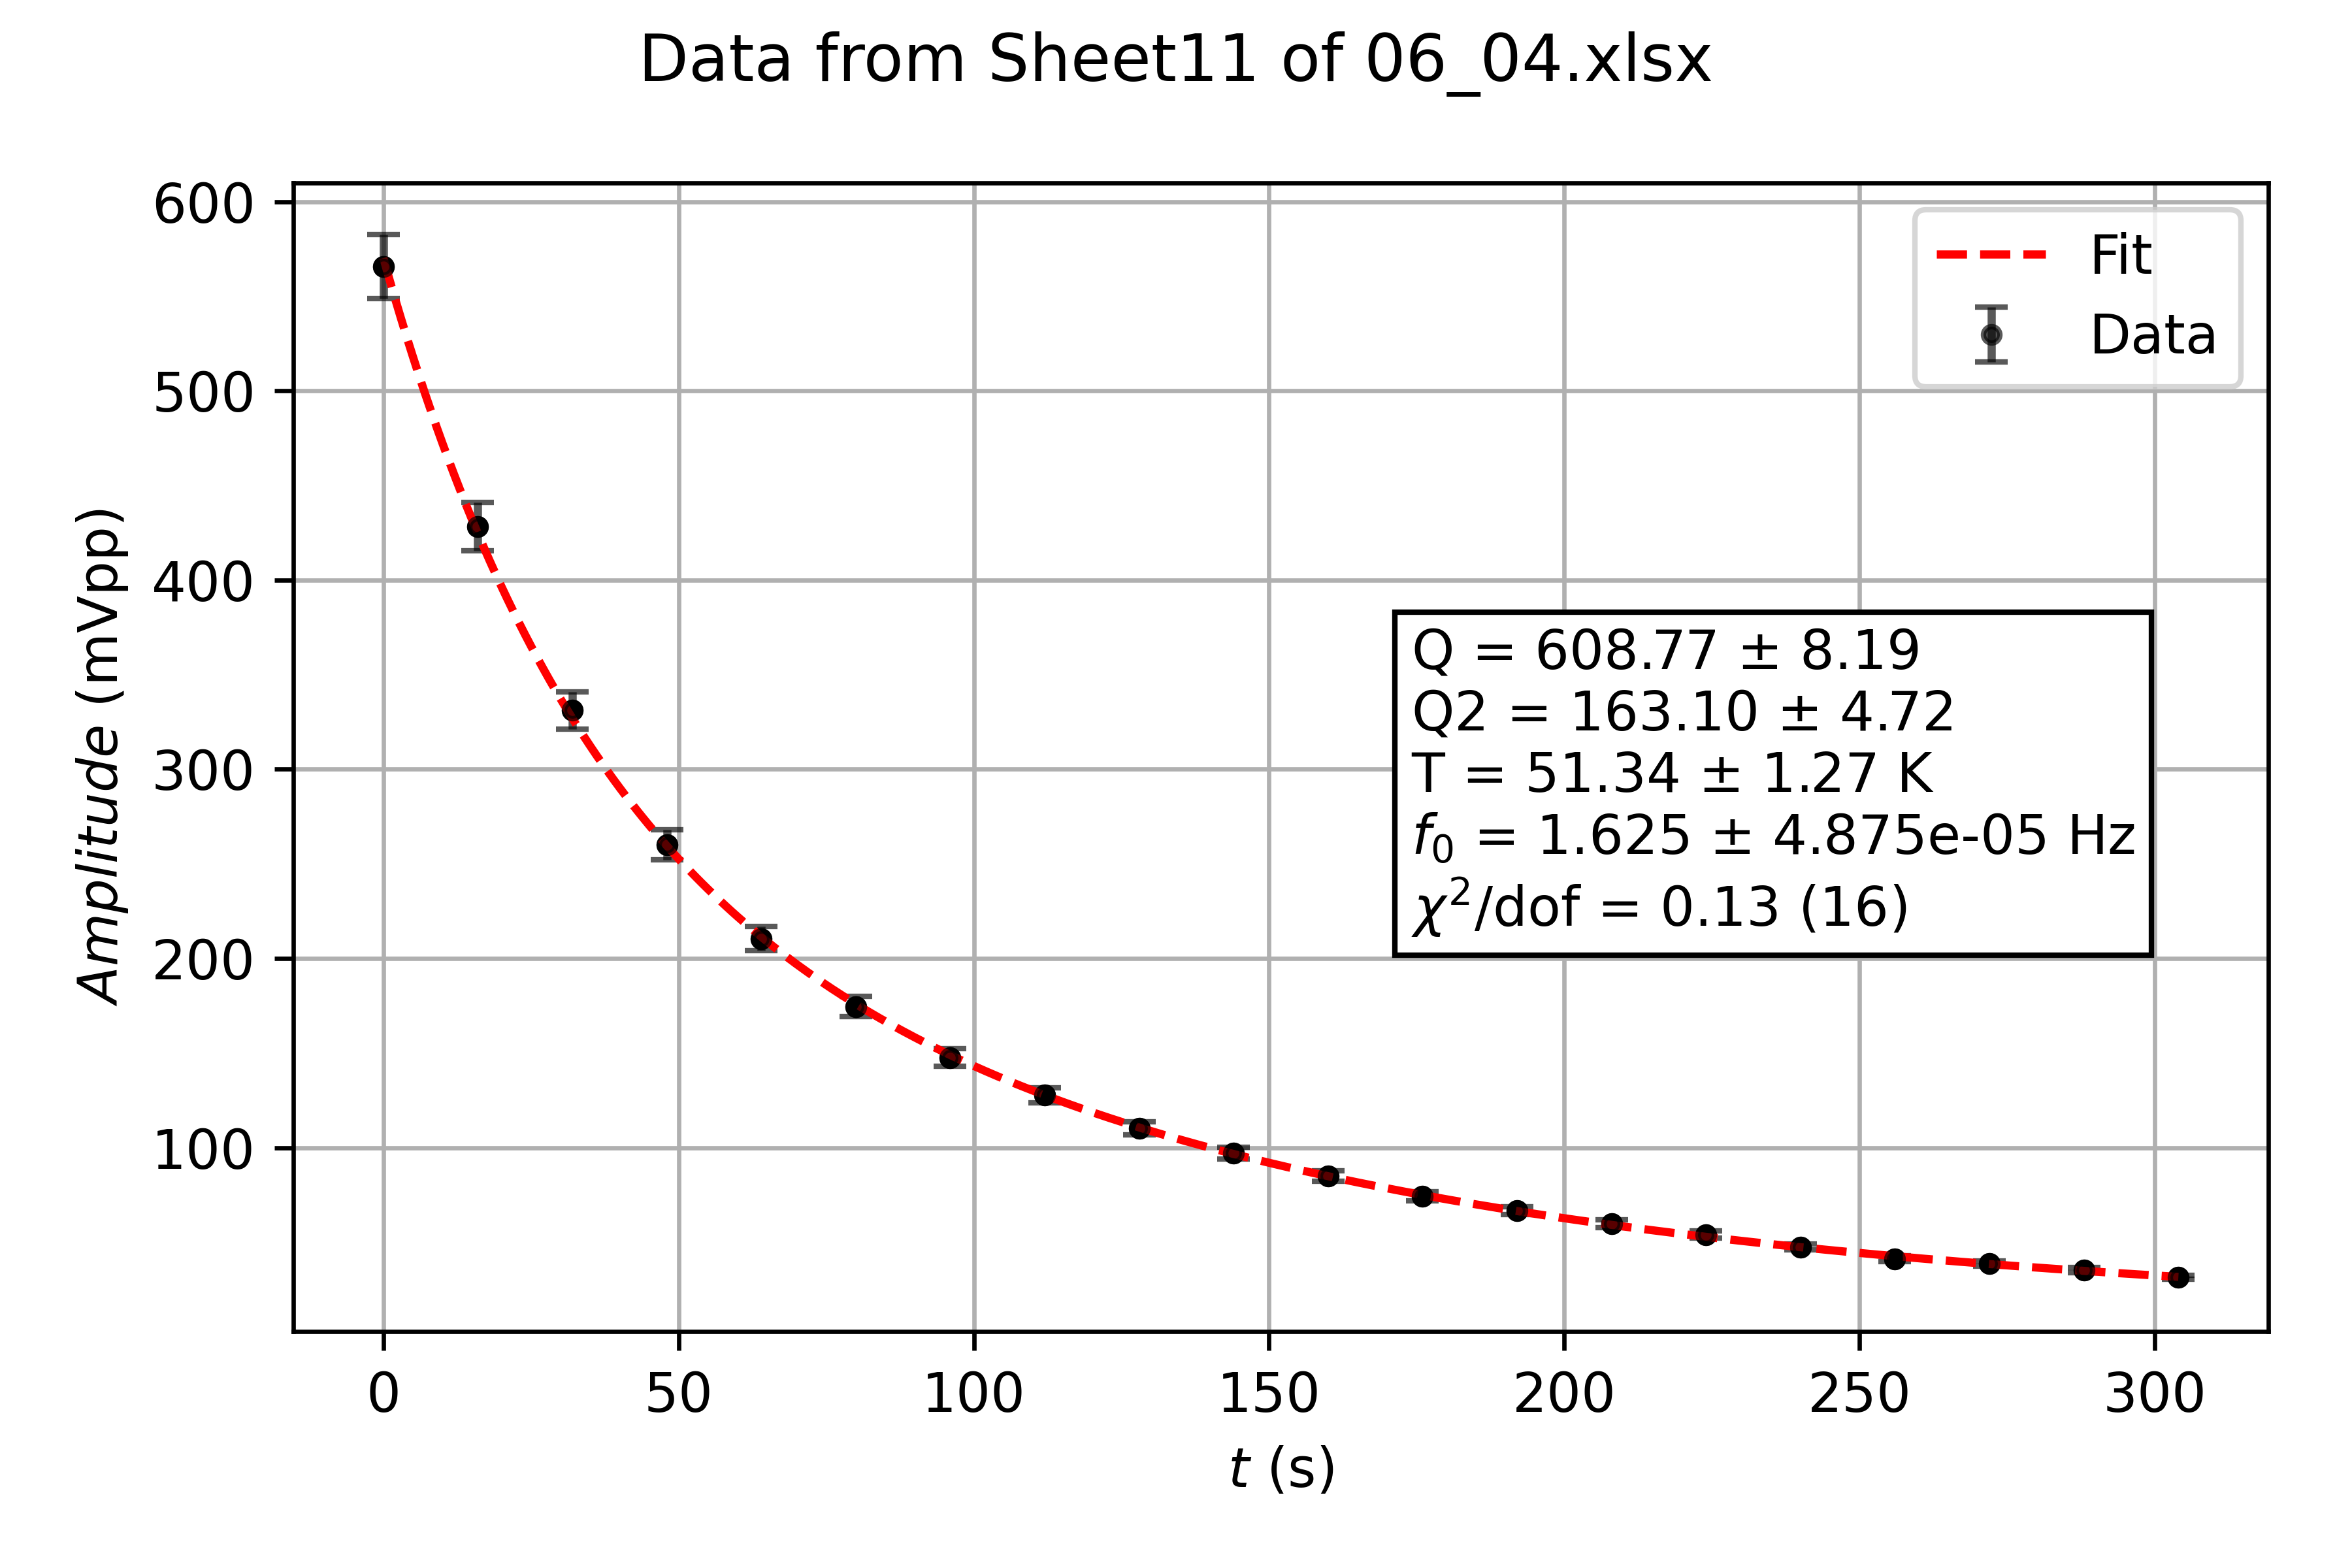 Data from Sheet11 of 06_04.xlsx
600
500
400
300
200
100
Amplitude (mVpp)
Fit
Data
Q = 608.77 ± 8.19
Q2 = 163.10 ± 4.72
T = 51.34 ± 1.27 K
f₀ = 1.625 ± 4.875e-05 Hz
χ²/dof = 0.13 (16)
0 50 100 150 200 250 300
t (s)